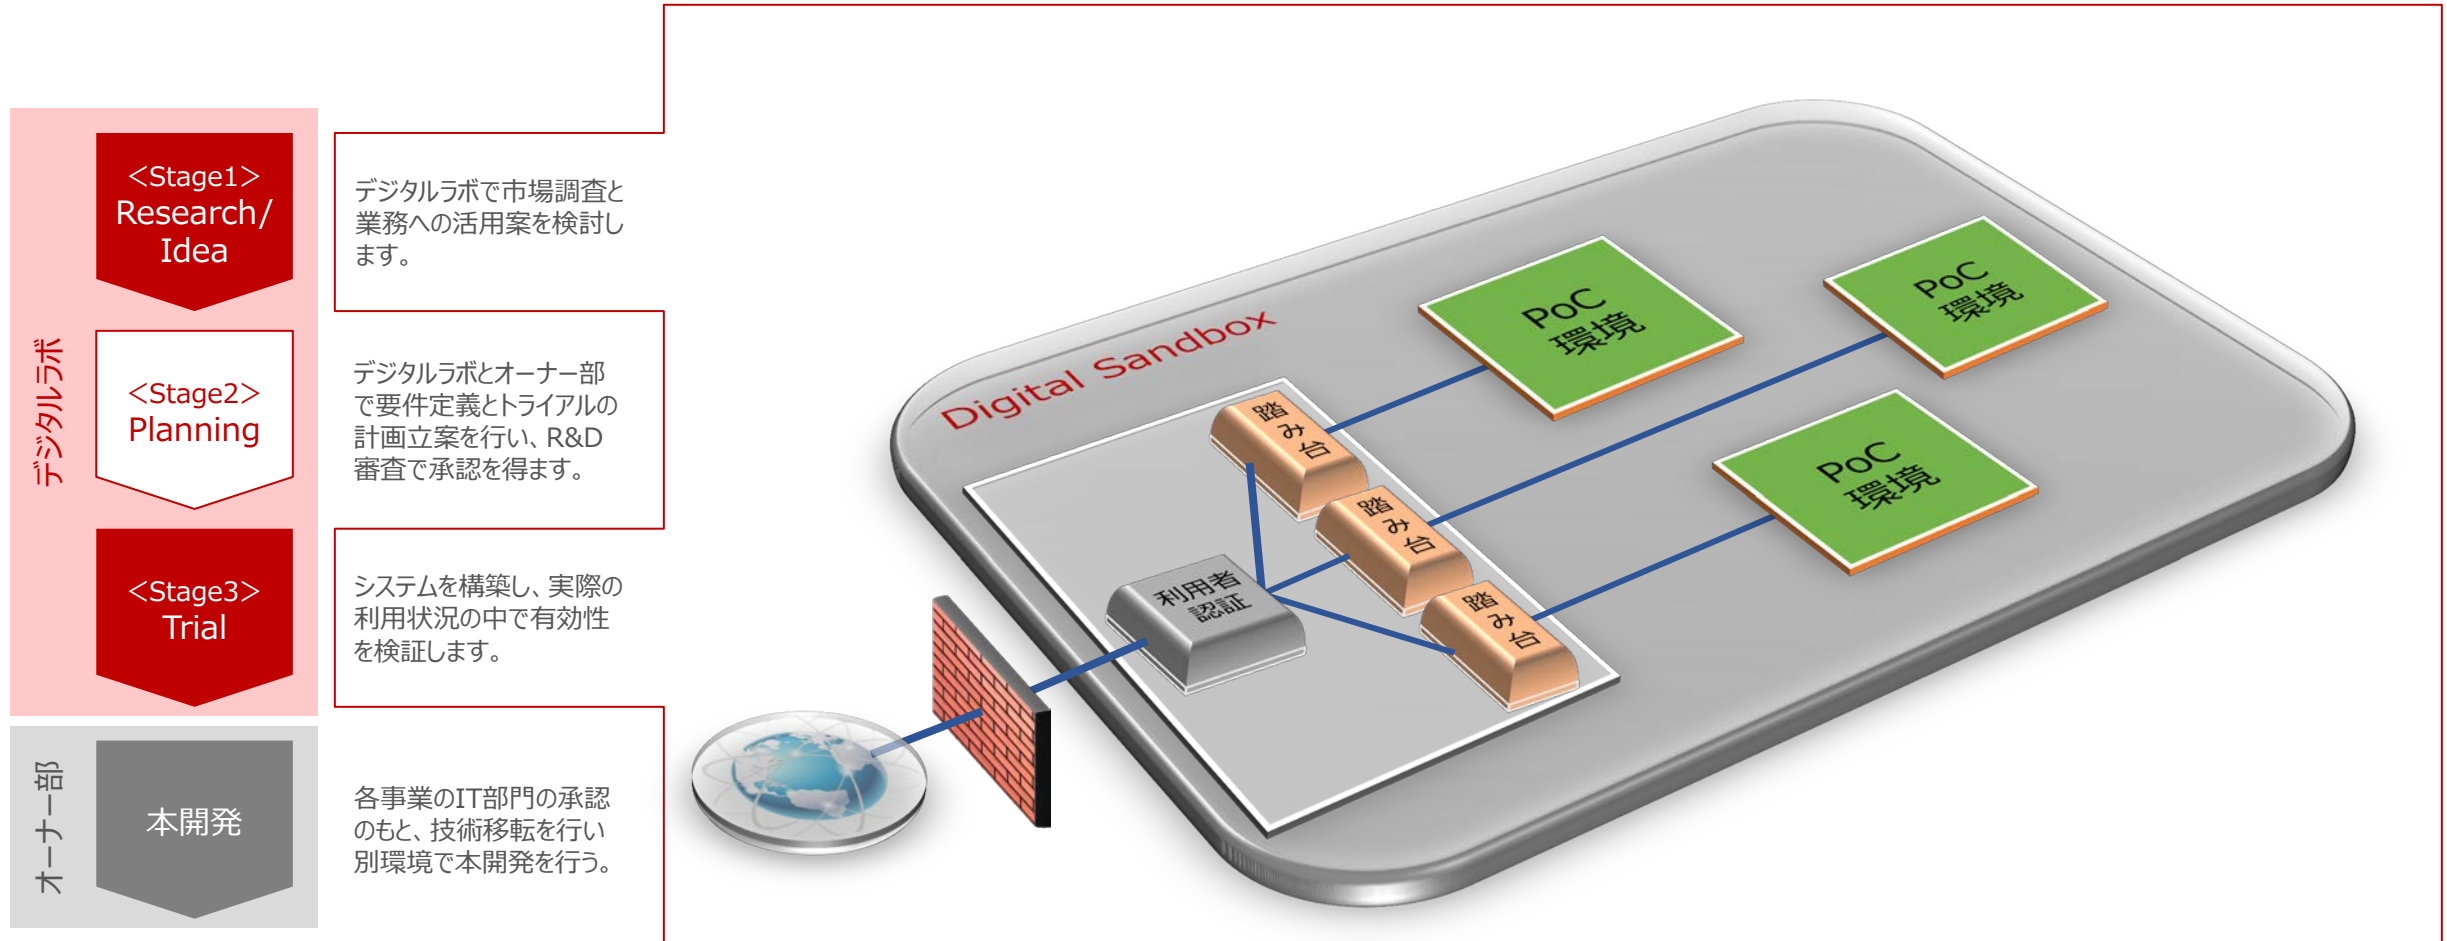 デジタルラボ
<Stage1>
Research/
Idea
デジタルラボで市場調査と
業務への活用案を検討し
ます。
<Stage2>
Planning
デジタルラボとオーナー部
で要件定義とトライアルの
計画立案を行い、R&D
審査で承認を得ます。
<Stage3>
Trial
システムを構築し、実際の
利用状況の中で有効性
を検証します。
オーナー部
本開発
各事業のIT部門の承認
のもと、技術移転を行い
別環境で本開発を行う。
Digital Sandbox
PoC
環境
PoC
環境
PoC
環境
踏み台
踏み台
踏み台
利用者
認証